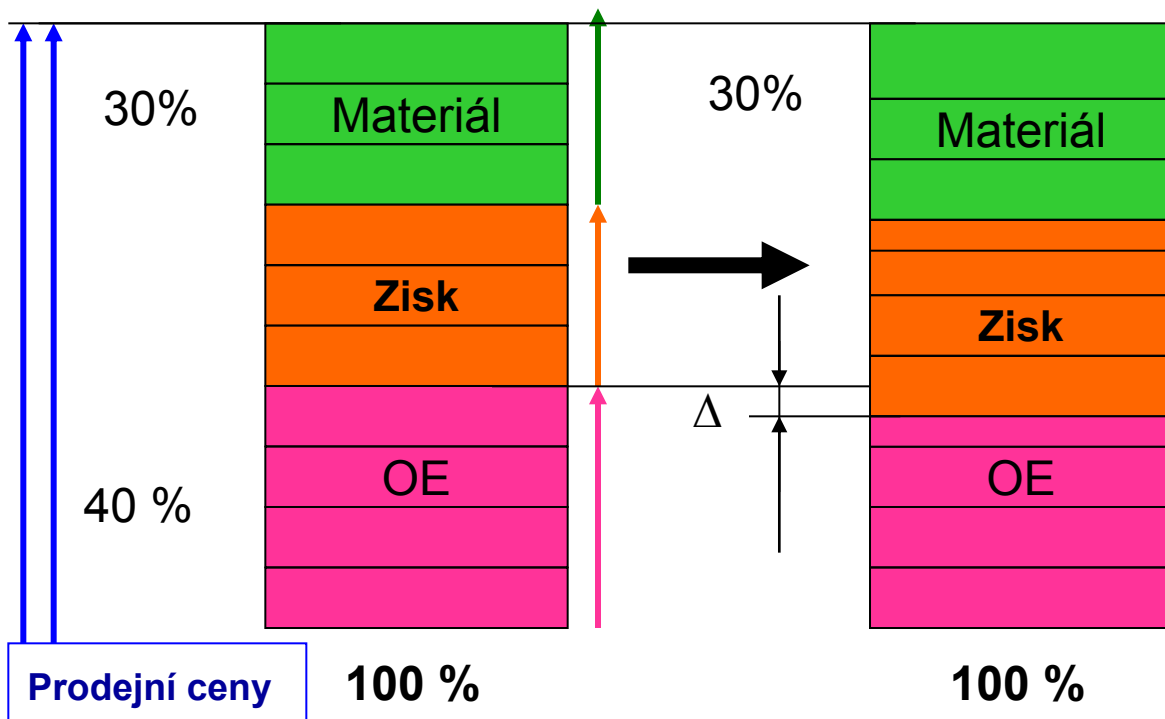 30%
Materiál
30%
Materiál
Zisk
Zisk
Δ
OE
OE
40 %
Prodejní ceny
100 %
100 %